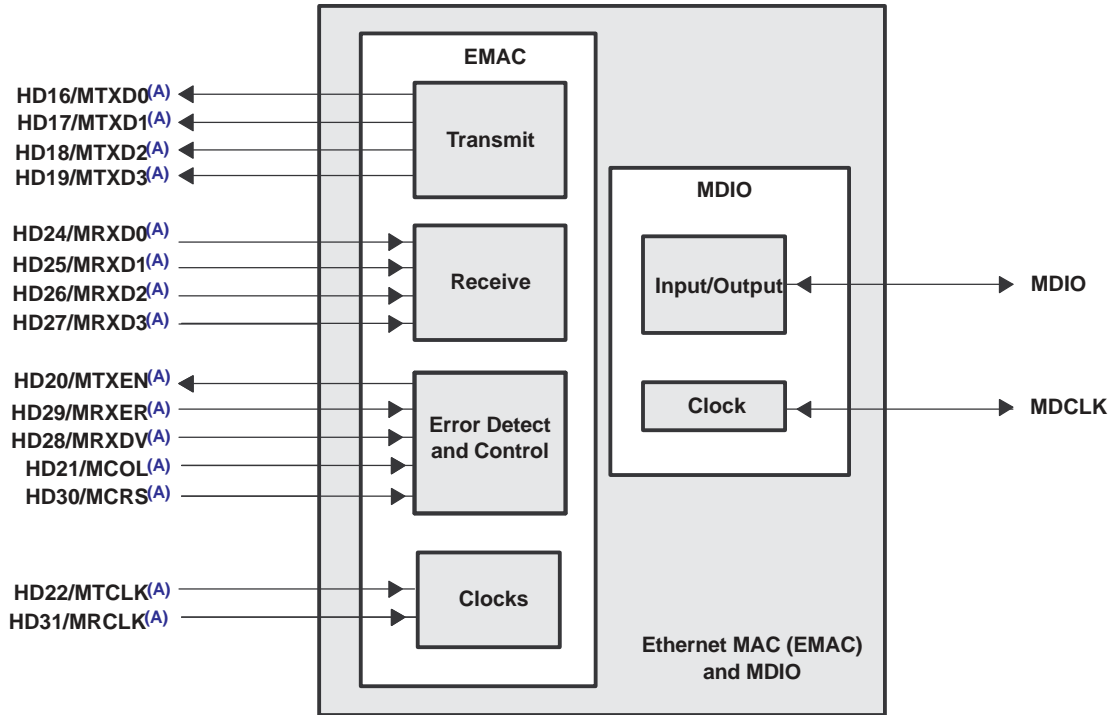 EMAC
HD16/MTXD0(A)
HD17/MTXD1(A)
HD18/MTXD2(A)
HD19/MTXD3(A)
Transmit
HD24/MRXD0(A)
HD25/MRXD1(A)
HD26/MRXD2(A)
HD27/MRXD3(A)
Receive
HD20/MTXEN(A)
HD29/MRXER(A)
HD28/MRXDV(A)
HD21/MCOL(A)
HD30/MCRS(A)
Error Detect
and Control
HD22/MTCLK(A)
HD31/MRCLK(A)
Clocks
MDIO
Input/Output
MDIO
Clock
MDCLK
Ethernet MAC (EMAC)
and MDIO